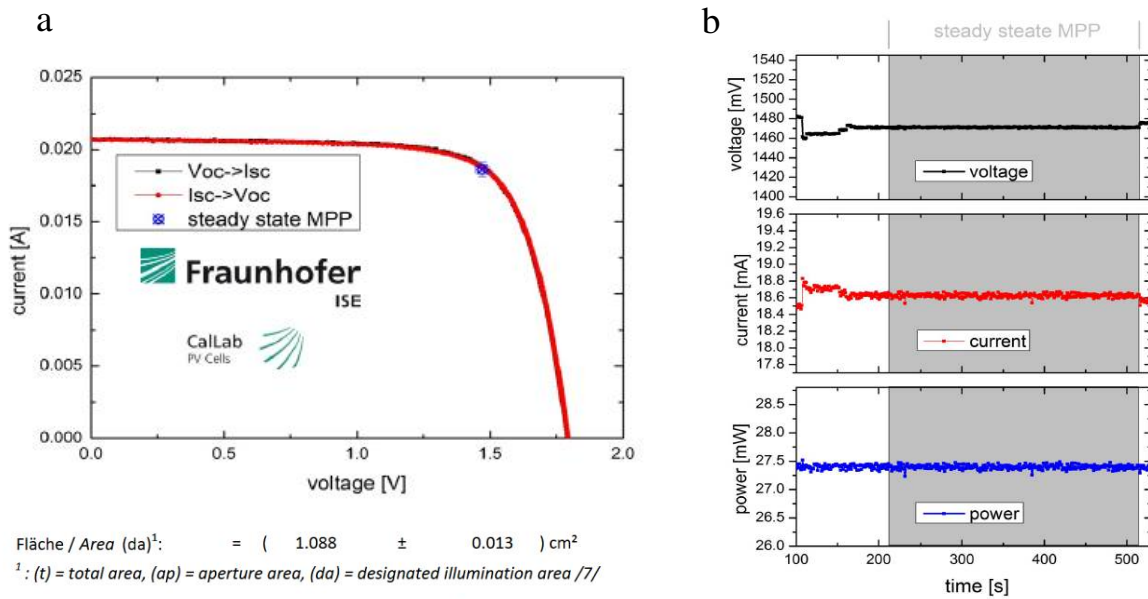 a
0.025
0.020
0.015
0.010
0.005
0.000
current [A]
Voc->Isc
Isc->Voc
steady state MPP
Fraunhofer
ISE
CalLab
PV Cells
0.0 0.5 1.0 1.5 2.0
voltage [V]
Fläche / Area (da)¹: = ( 1.088 ± 0.013 ) cm²
¹ : (t) = total area, (ap) = aperture area, (da) = designated illumination area /7/
b
steady steate MPP
1540
1520
1500
1480
1460
1440
1420
1400
voltage [mV]
voltage
19.6
19.4
19.2
19.0
18.8
18.6
18.4
18.2
18.0
17.8
current [mA]
current
28.5
28.0
27.5
27.0
26.5
26.0
power [mW]
power
100 200 300 400 500
time [s]